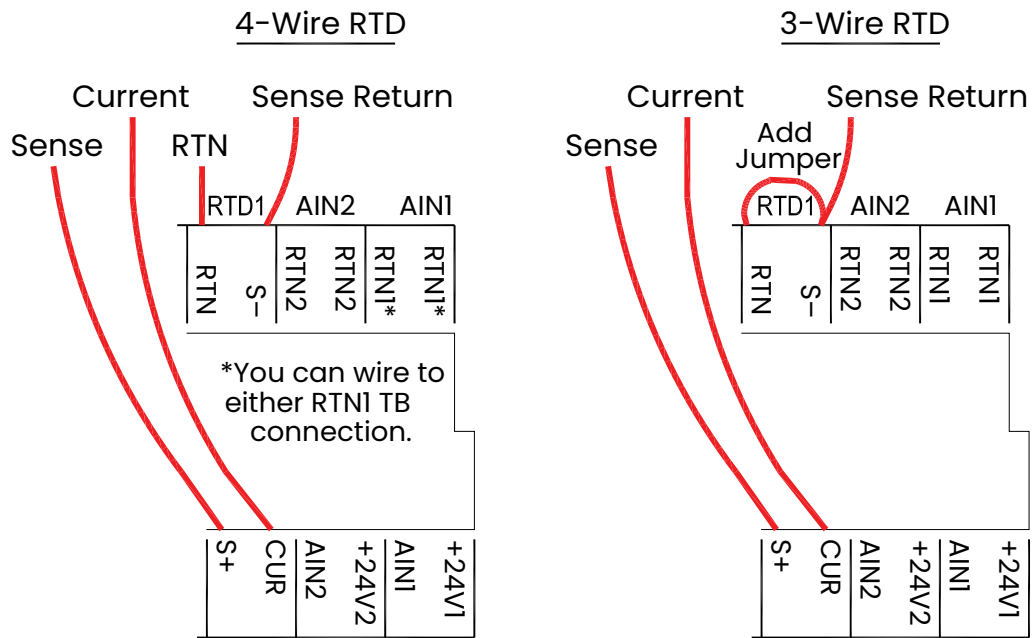 4-Wire RTD
Current
Sense Return
Sense
RTN
RTD1
AIN2
AIN1
RTN
S-
RTN2
RTN2
RTN1*
RTN1*
*You can wire to
either RTN1 TB
connection.
S+
CUR
AIN2
+24V2
AIN1
+24V1
3-Wire RTD
Current
Sense Return
Sense
Add
Jumper
RTD1
AIN2
AIN1
RTN
S-
RTN2
RTN2
RTN1
RTN1
S+
CUR
AIN2
+24V2
AIN1
+24V1